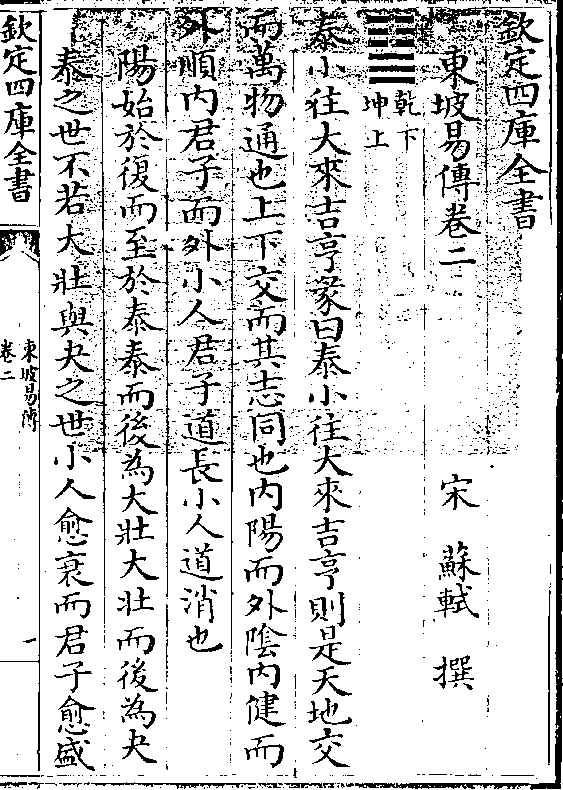 欽定四庫全書
東坡易傳卷二
宋 蘇軾 撰
乾下
坤上
泰小往大來吉亨彖曰泰小往大來吉亨則是天地交
而萬物通也上下交而其志同也内陽而外陰内健而
外順内君子而外小人君子道長小人道消也
陽始於復而至於泰泰而後為大壯大壯而後為夬
泰之世不若大壯與夬之世小人愈衰而君子愈盛
欽定四庫全書
東坡易傳
卷二
一